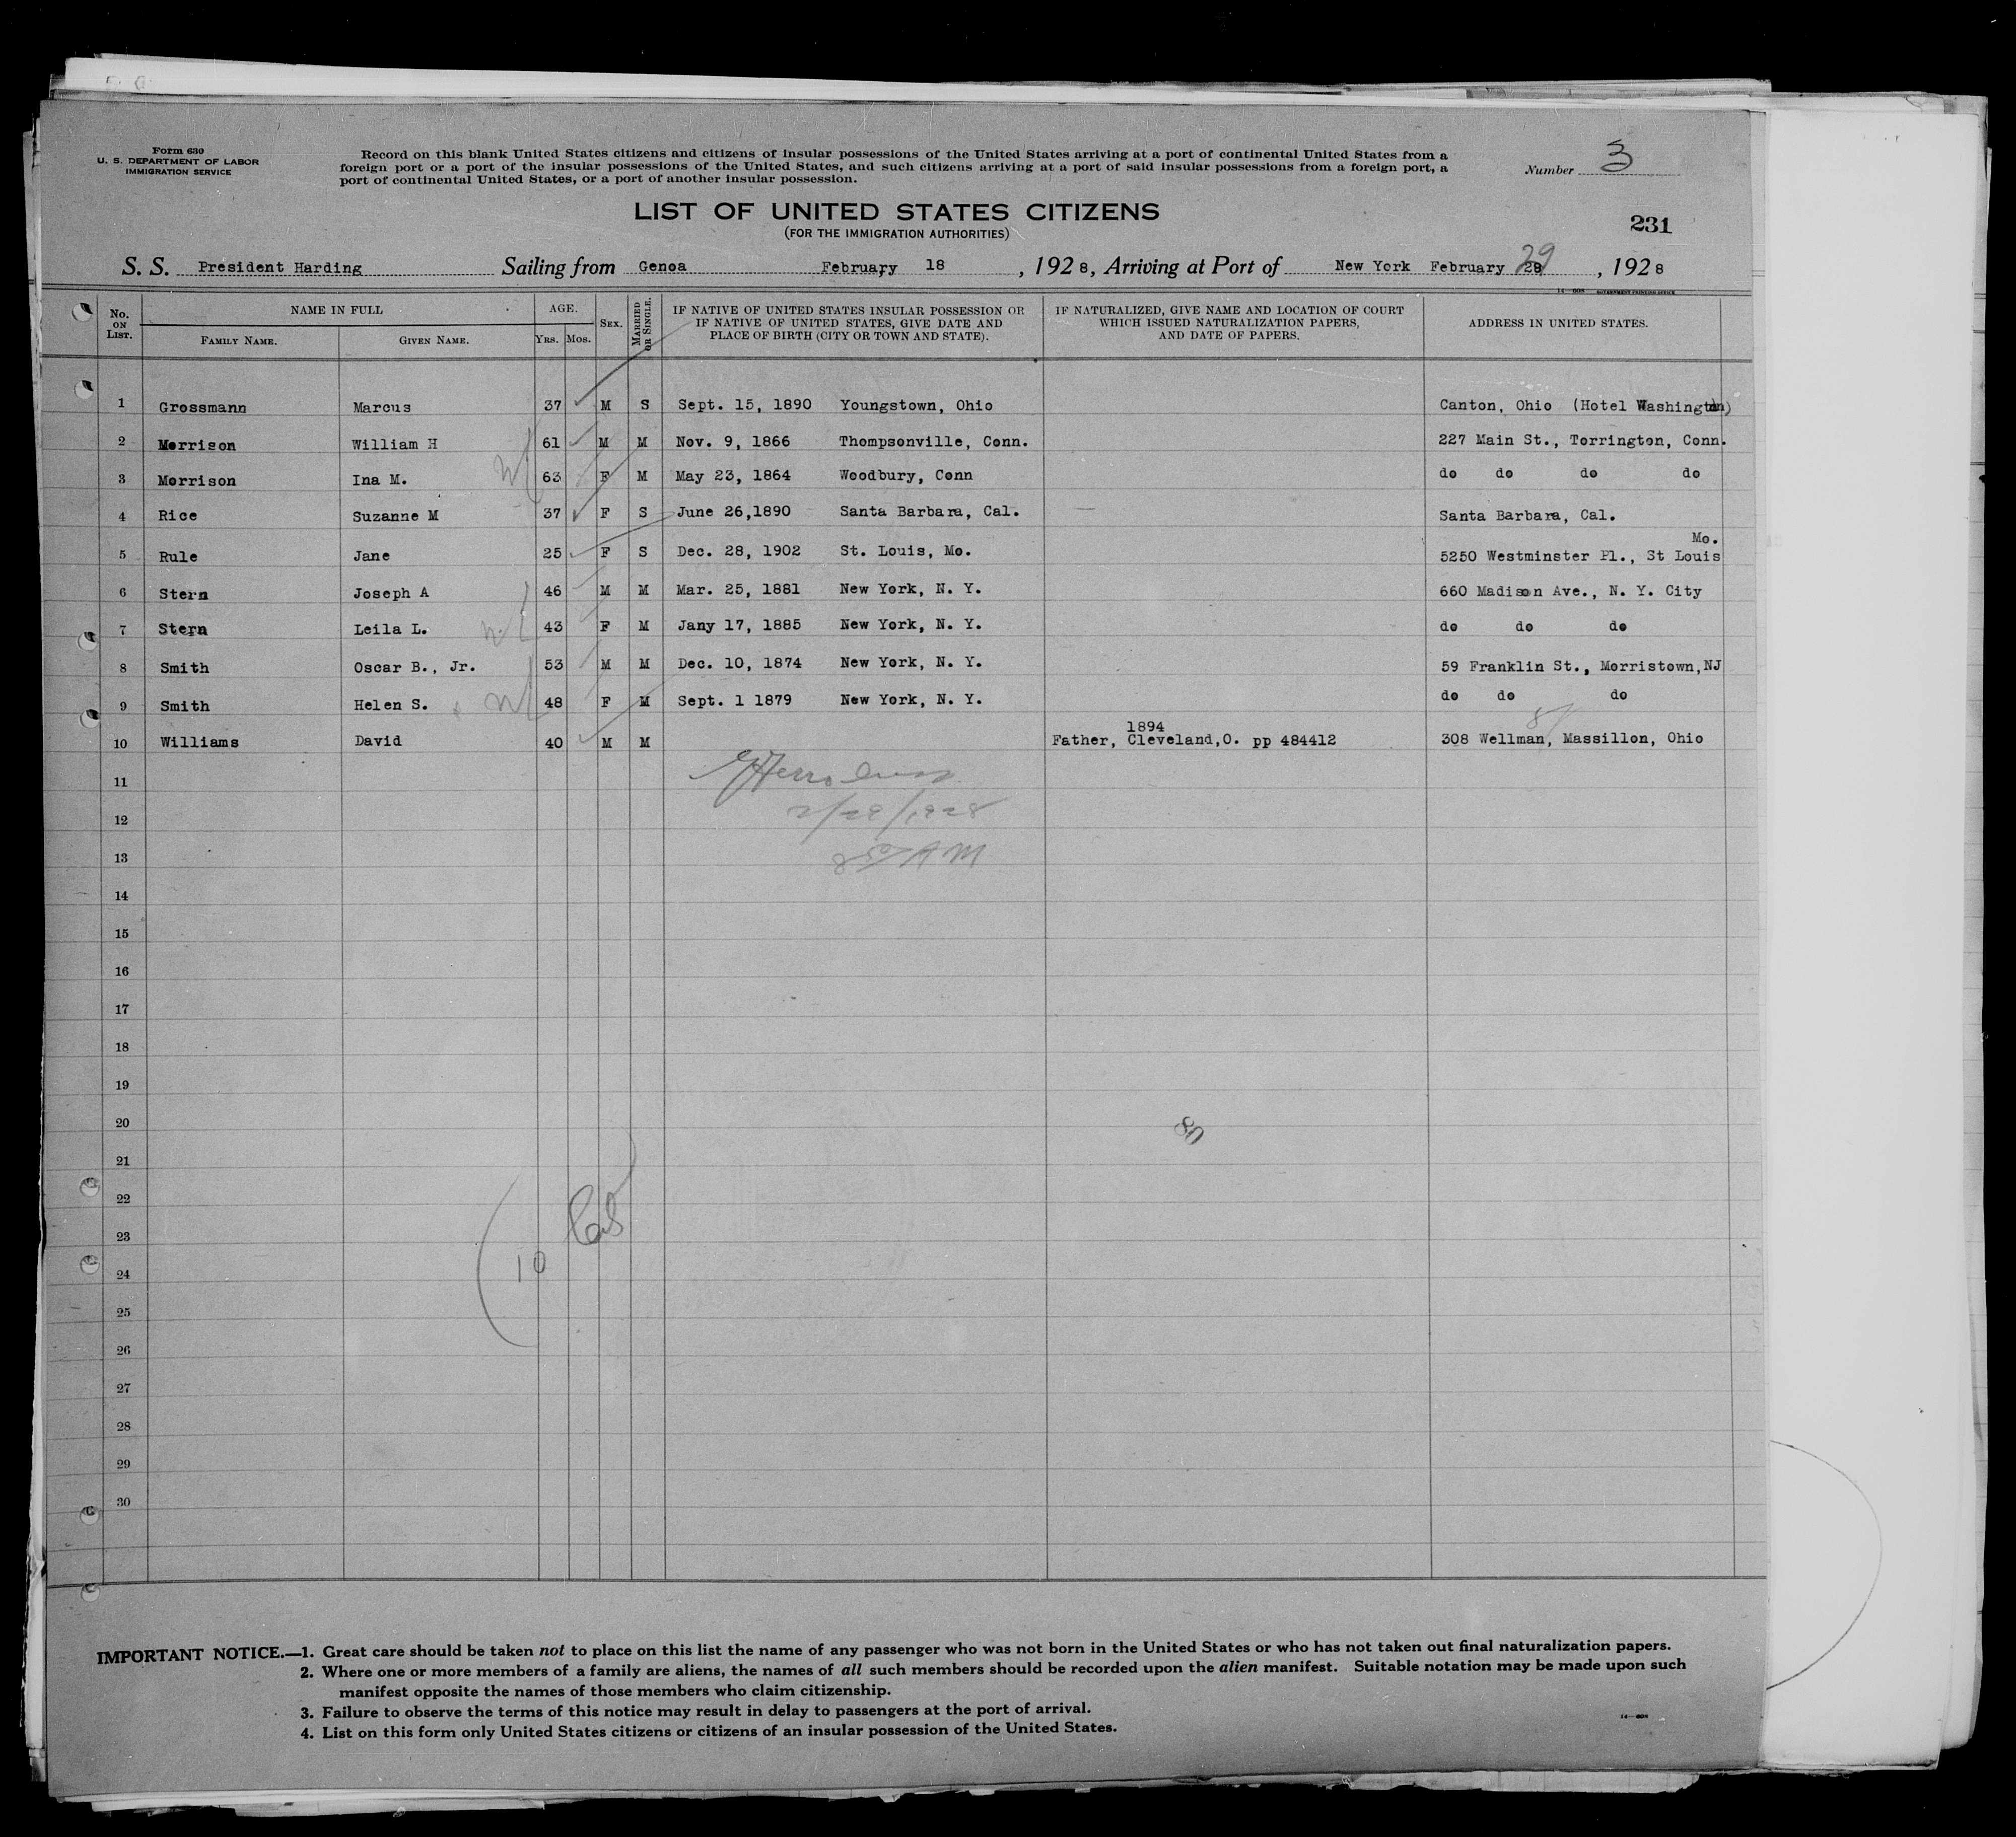 Form 630
U. S. DEPARTMENT OF LABOR
IMMIGRATION SERVICE
Record on this blank United States citizens and citizens of insular possessions of the United States arriving at a port of continental United States from a
foreign port or a port of the insular possessions of the United States, and such citizens arriving at a port of said insular possessions from a foreign port, a
port of continental United States, or a port of another insular possession.
Number 3
LIST OF UNITED STATES CITIZENS
(FOR THE IMMIGRATION AUTHORITIES)
231
S. S. President Harding Sailing from Genoa February 18, 1928, Arriving at Port of New York February 29, 1928
No. ON LIST. NAME IN FULL FAMILY NAME. GIVEN NAME. AGE. YRS. MOS. SEX. MARRIED OR SINGLE. IF NATIVE OF UNITED STATES INSULAR POSSESSION OR IF NATIVE OF UNITED STATES, GIVE DATE AND PLACE OF BIRTH (CITY OR TOWN AND STATE). IF NATURALIZED, GIVE NAME AND LOCATION OF COURT WHICH ISSUED NATURALIZATION PAPERS, AND DATE OF PAPERS. ADDRESS IN UNITED STATES.
1 Grossmann Marcus 37 M S Sept. 15, 1890 Youngstown, Ohio Canton, Ohio (Hotel Washington)
2 Morrison William H 61 M M Nov. 9, 1866 Thompsonville, Conn. 227 Main St., Torrington, Conn.
3 Morrison Ina M. 63 F M May 23, 1864 Woodbury, Conn do do do do
4 Rice Suzanne M 37 F S June 26,1890 Santa Barbara, Cal. Santa Barbara, Cal.
5 Rule Jane 25 F S Dec. 28, 1902 St. Louis, Mo. 5250 Westminster Pl., St Louis Mo.
6 Stern Joseph A 46 M M Mar. 25, 1881 New York, N. Y. 660 Madison Ave., N. Y. City
7 Stern Leila L. 43 F M Jany 17, 1885 New York, N. Y. do do do
8 Smith Oscar B., Jr. 53 M M Dec. 10, 1874 New York, N. Y. 59 Franklin St., Morristown,NJ
9 Smith Helen S. 48 F M Sept. 1 1879 New York, N. Y. do do do
10 Williams David 40 M M 1894 Father, Cleveland,O. pp 484412 308 Wellman, Massillon, Ohio
11
2/29/1928
12
13
AM
14
15
16
17
18
19
20
80
21
22
23
24
10
25
26
27
28
29
30
IMPORTANT NOTICE.—1. Great care should be taken not to place on this list the name of any passenger who was not born in the United States or who has not taken out final naturalization papers.
2. Where one or more members of a family are aliens, the names of all such members should be recorded upon the alien manifest. Suitable notation may be made upon such
manifest opposite the names of those members who claim citizenship.
3. Failure to observe the terms of this notice may result in delay to passengers at the port of arrival.
4. List on this form only United States citizens or citizens of an insular possession of the United States.